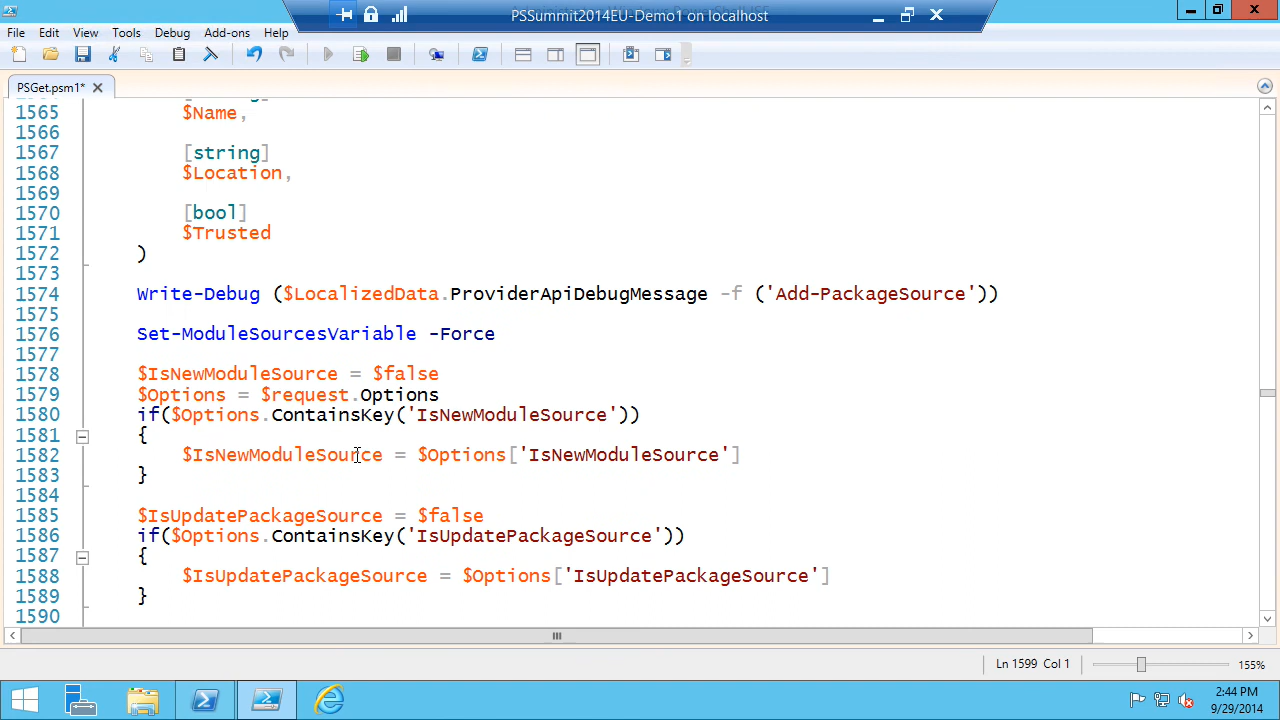 PSSummit2014EU-Demo1 on localhost
File Edit View Tools Debug Add-ons Help
PSGet.psm1*
1565 $Name,
1566
1567 [string]
1568 $Location,
1569
1570 [bool]
1571 $Trusted
1572 )
1573
1574 Write-Debug ($LocalizedData.ProviderApiDebugMessage -f ('Add-PackageSource'))
1575
1576 Set-ModuleSourcesVariable -Force
1577
1578 $IsNewModuleSource = $false
1579 $Options = $request.Options
1580 if($Options.ContainsKey('IsNewModuleSource'))
1581 {
1582 $IsNewModuleSource = $Options['IsNewModuleSource']
1583 }
1584
1585 $IsUpdatePackageSource = $false
1586 if($Options.ContainsKey('IsUpdatePackageSource'))
1587 {
1588 $IsUpdatePackageSource = $Options['IsUpdatePackageSource']
1589 }
1590
Ln 1599 Col 1 155%
2:44 PM
9/29/2014